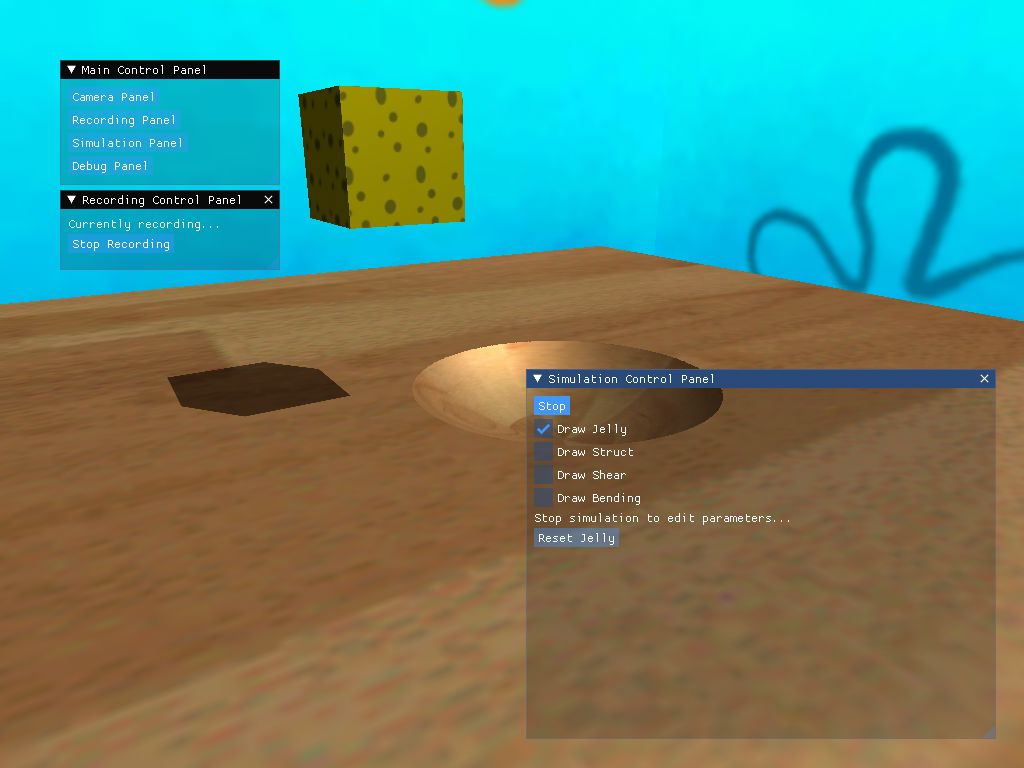 Main Control Panel
Camera Panel
Recording Panel
Simulation Panel
Debug Panel
Recording Control Panel
Currently recording...
Stop Recording
Simulation Control Panel
Stop
Draw Jelly
Draw Struct
Draw Shear
Draw Bending
Stop simulation to edit parameters...
Reset Jelly